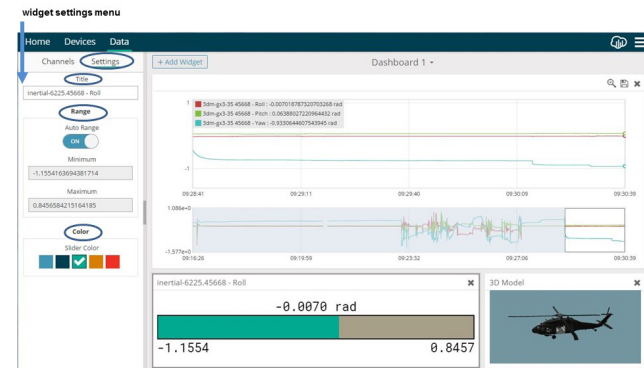 widget settings menu
Home Devices Data
Channels Settings
+ Add Widget
Dashboard 1
Title
inertial-6225.45668 - Roll
Range
Auto Range
ON
Minimum
-1.1554163694381714
Maximum
0.8456584215164185
Color
Slider Color
1
3dm-gx3-35 45668 - Roll : -0.007018787320703268 rad
3dm-gx3-35 45668 - Pitch : 0.06388027220964432 rad
3dm-gx3-35 45668 - Yaw : -0.9330644607543945 rad
-1
09:28:41 09:29:11 09:29:40 09:30:09 09:30:39
1.086e+0
-1.577e+0
09:16:26 09:19:59 09:23:32 09:27:06 09:30:39
inertial-6225.45668 - Roll
-0.0070 rad
-1.1554 0.8457
3D Model